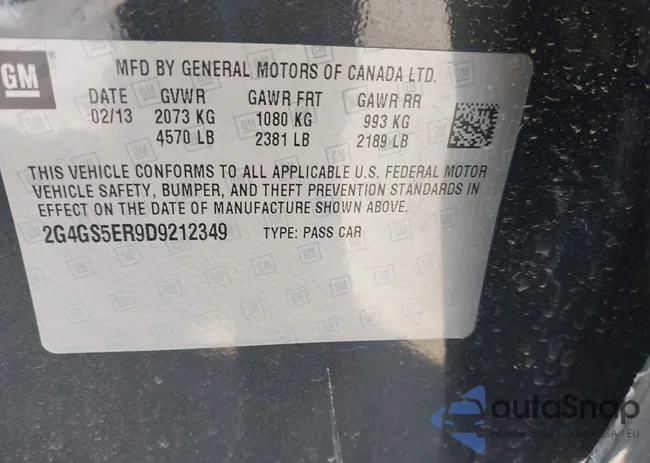 GM
MFD BY GENERAL MOTORS OF CANADA LTD.
DATE GVWR GAWR FRT GAWR RR
02/13 2073 KG 1080 KG 993 KG
4570 LB 2381 LB 2189 LB
THIS VEHICLE CONFORMS TO ALL APPLICABLE U.S. FEDERAL MOTOR
VEHICLE SAFETY, BUMPER, AND THEFT PREVENTION STANDARDS IN
EFFECT ON THE DATE OF MANUFACTURE SHOWN ABOVE.
2G4GS5ER9D9212349 TYPE: PASS CAR
autoSnap